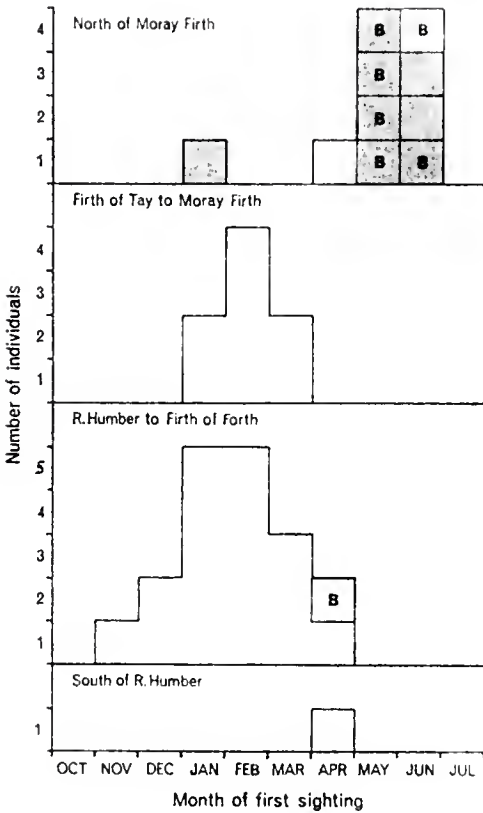 North of Moray Firth
4
3
2
1
B B
B
B
B B
Firth of Tay to Moray Firth
4
3
2
1
R.Humber to Firth of Forth
5
4
3
2
1
B
South of R.Humber
1
Number of individuals
OCT NOV DEC JAN FEB MAR APR MAY JUN JUL
Month of first sighting